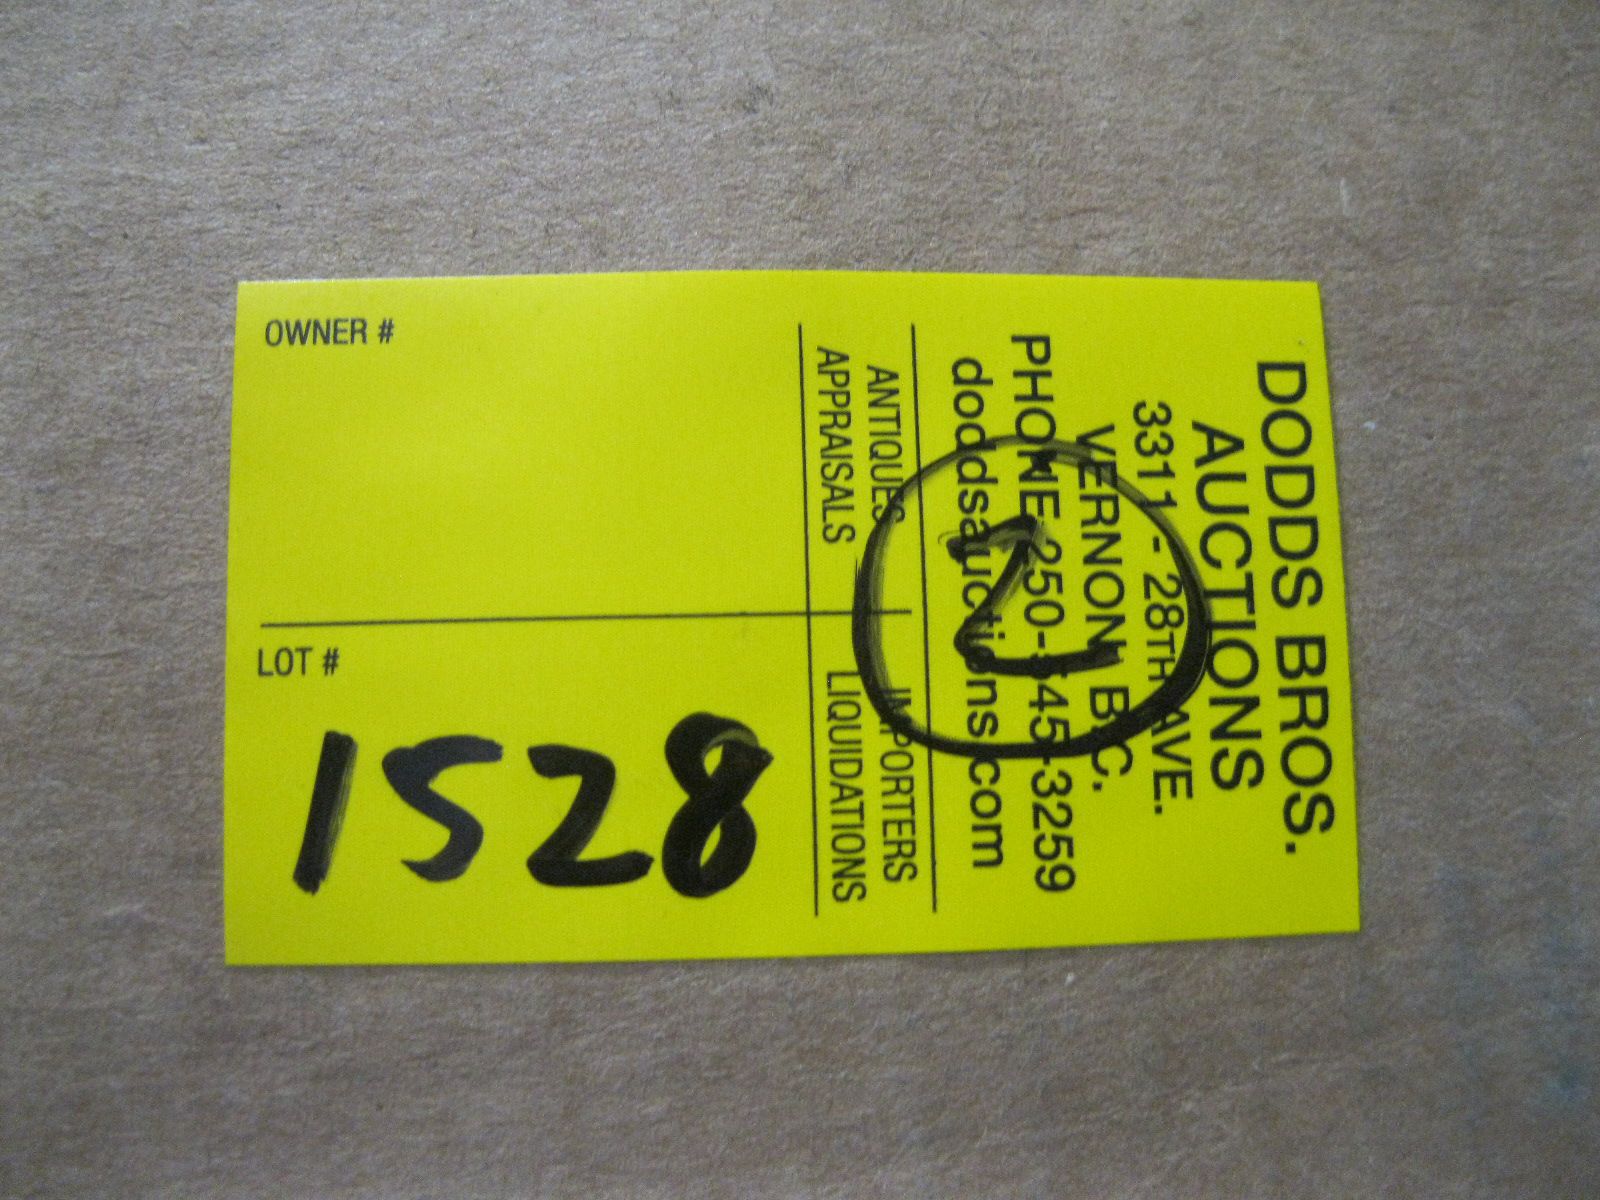 DODDS BROS.
AUCTIONS
3311 - 28TH AVE.
VERNON B.C.
PHONE 250-545-3259
doddsauctions.com
ANTIQUES IMPORTERS
APPRAISALS LIQUIDATIONS
2
OWNER #
LOT #
1528